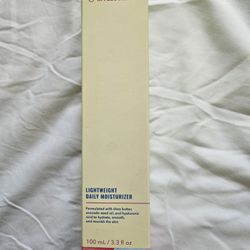 LIGHTWEIGHT
DAILY MOISTURIZER
Formulated with shea butter,
avocado seed oil, and hyaluronic
acid to hydrate, smooth,
and nourish the skin
100 mL / 3.3 fl oz